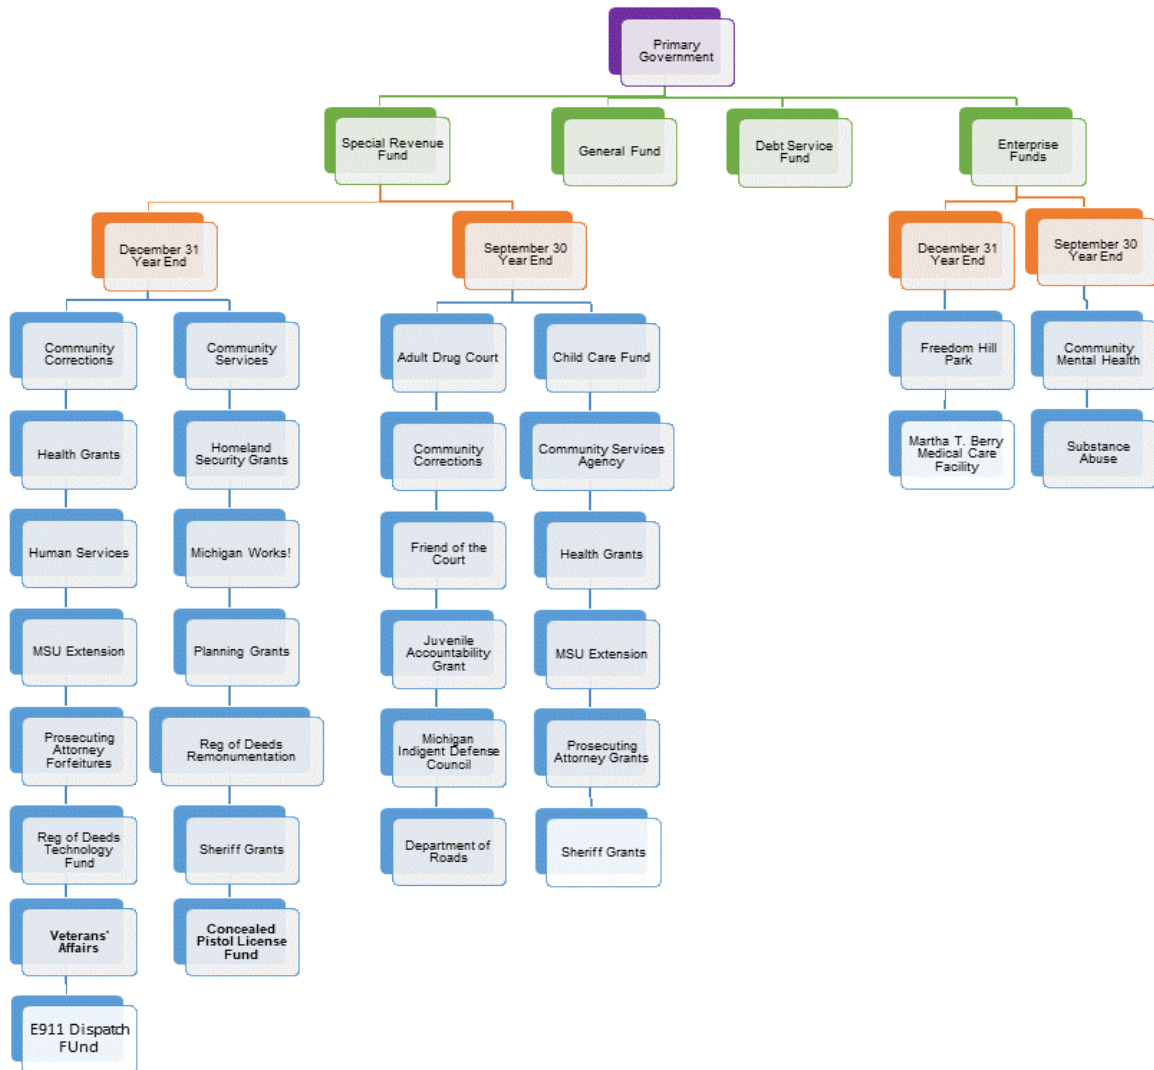 Primary
Government
Special Revenue
Fund
General Fund
Debt Service
Fund
Enterprise
Funds
December 31
Year End
September 30
Year End
December 31
Year End
September 30
Year End
Community
Corrections
Community
Services
Adult Drug Court
Child Care Fund
Freedom Hill
Park
Community
Mental Health
Health Grants
Homeland
Security Grants
Community
Corrections
Community Services
Agency
Martha T. Berry
Medical Care
Facility
Substance
Abuse
Human Services
Michigan Works!
Friend of the
Court
Health Grants
MSU Extension
Planning Grants
Juvenile
Accountability
Grant
MSU Extension
Prosecuting
Attorney
Forfeitures
Reg of Deeds
Remonumentation
Michigan
Indigent Defense
Council
Prosecuting
Attorney Grants
Reg of Deeds
Technology
Fund
Sheriff Grants
Department of
Roads
Sheriff Grants
Veterans'
Affairs
Concealed
Pistol License
Fund
E911 Dispatch
FUnd